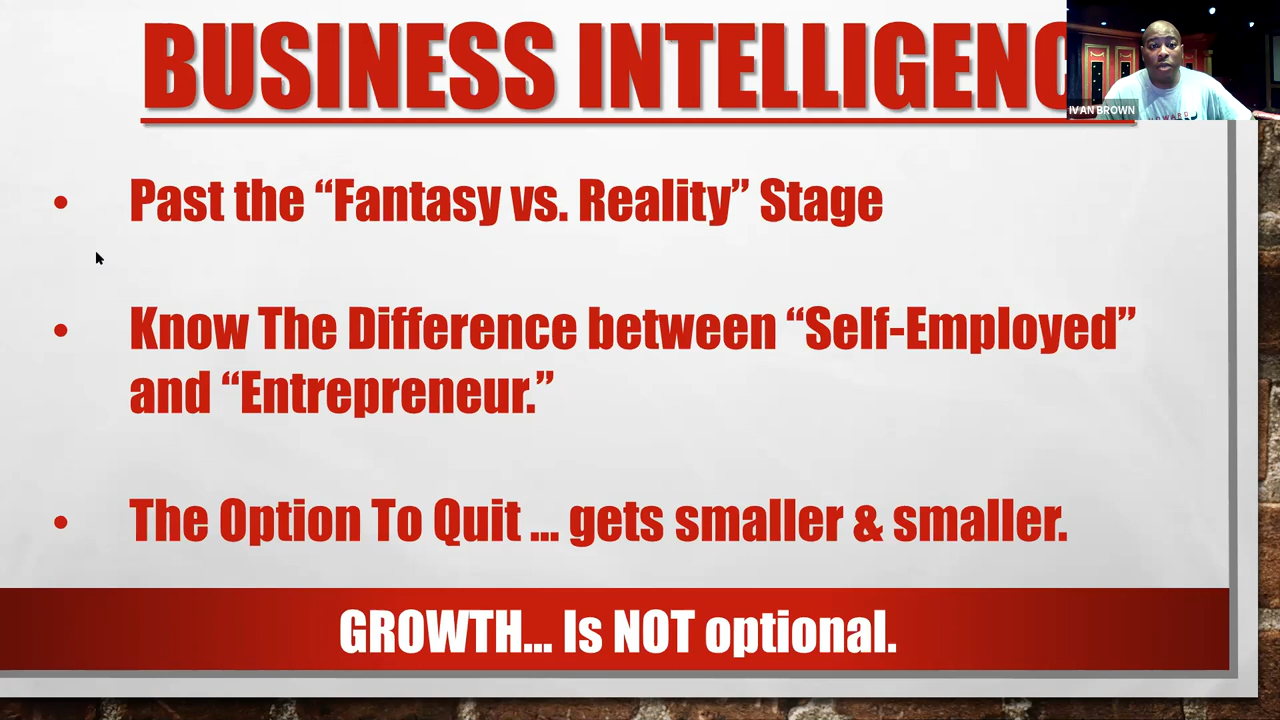 BUSINESS INTELLIGENC
IVAN BROWN
• Past the “Fantasy vs. Reality” Stage
• Know The Difference between “Self-Employed”
and “Entrepreneur.”
• The Option To Quit ... gets smaller & smaller.
GROWTH... Is NOT optional.